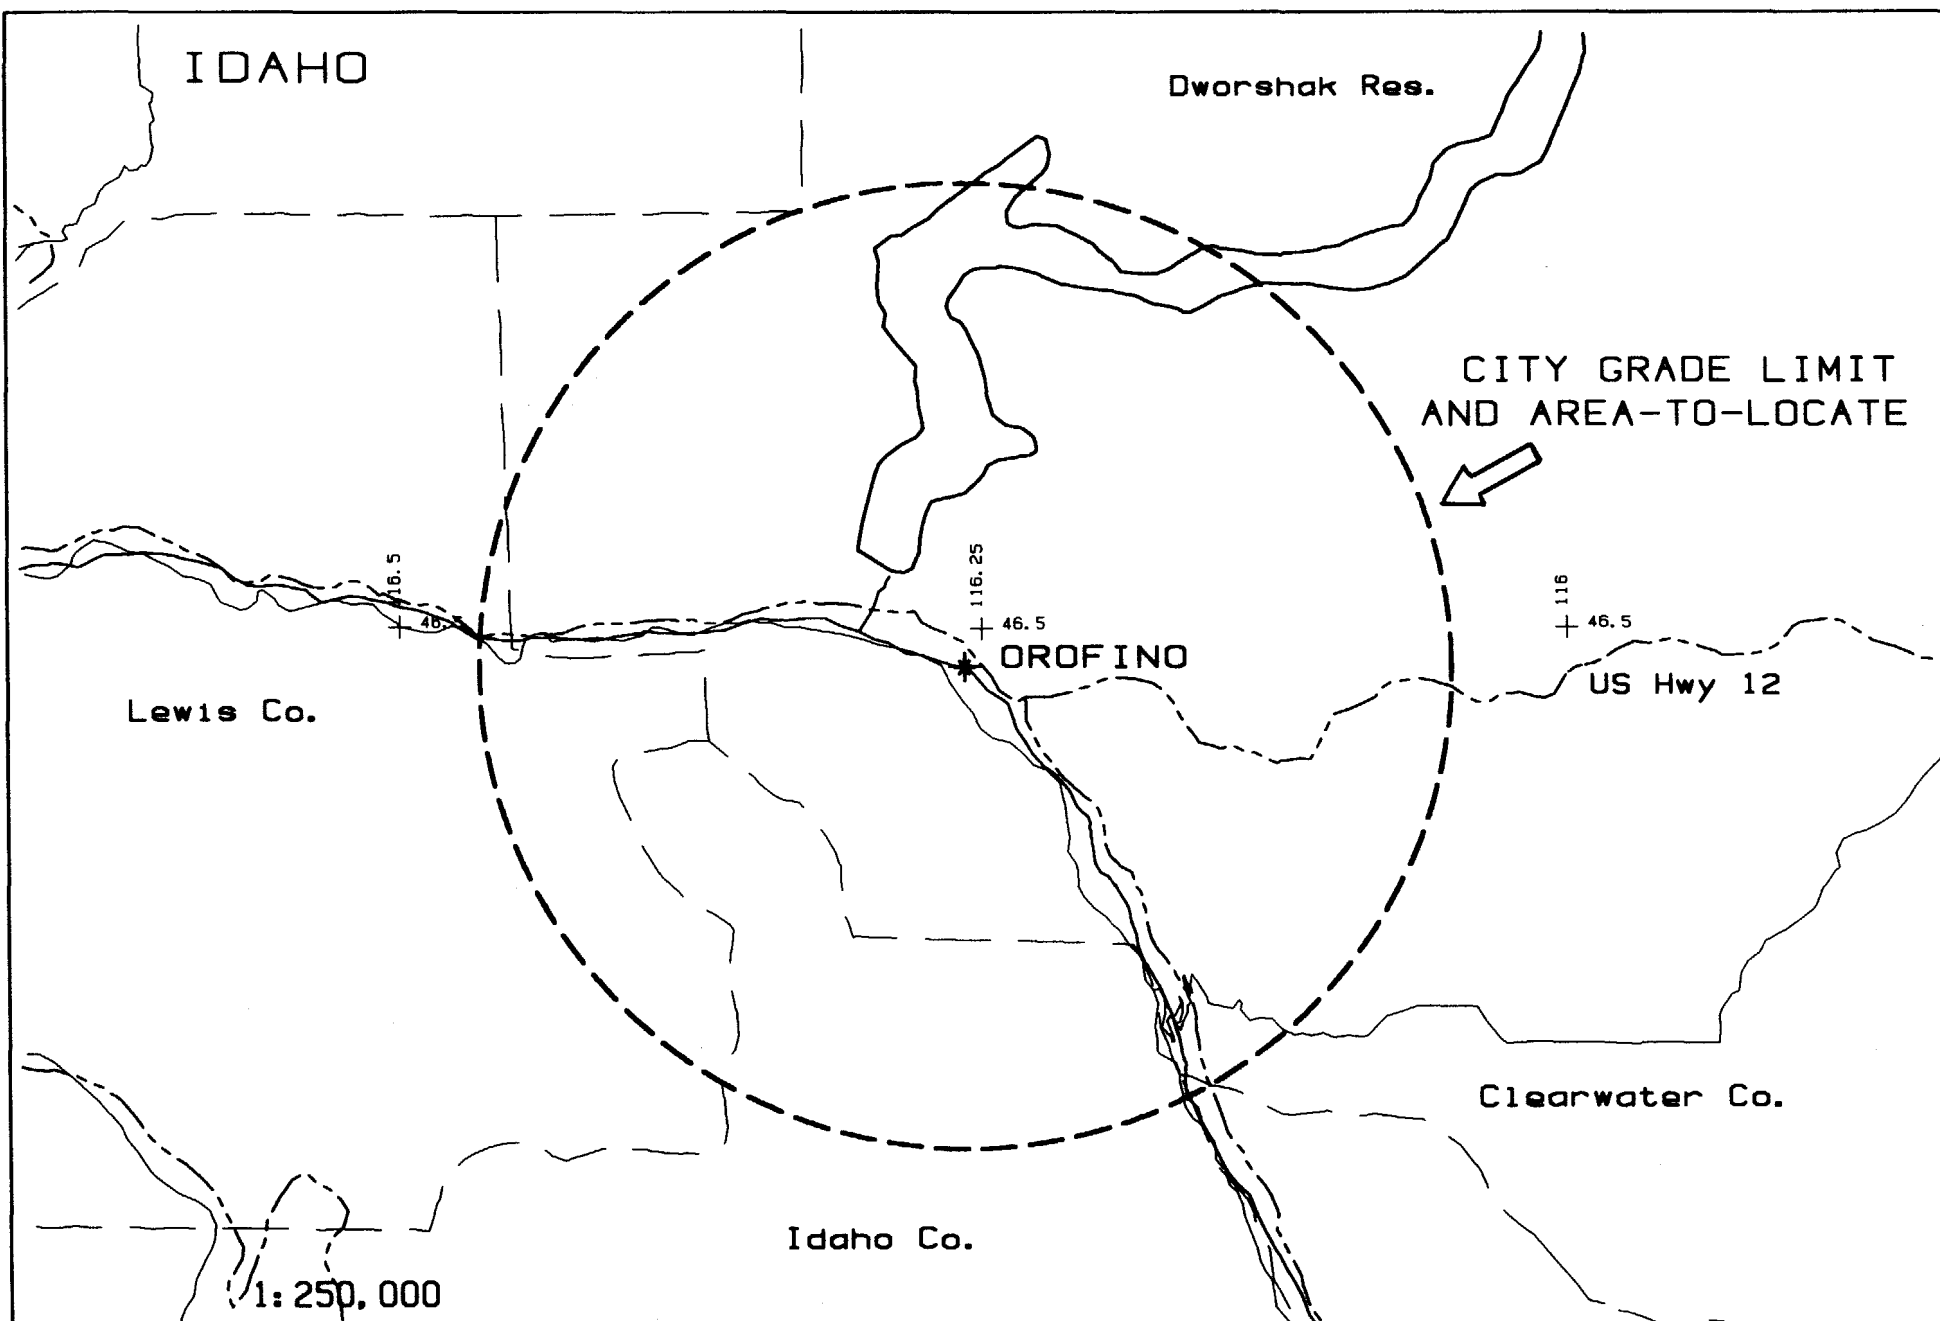 IDAHO
Dworshak Res.
CITY GRADE LIMIT
AND AREA-TO-LOCATE
116.25
116
46.5
46.5
OROFINO
US Hwy 12
Lewis Co.
Clearwater Co.
Idaho Co.
1:250,000